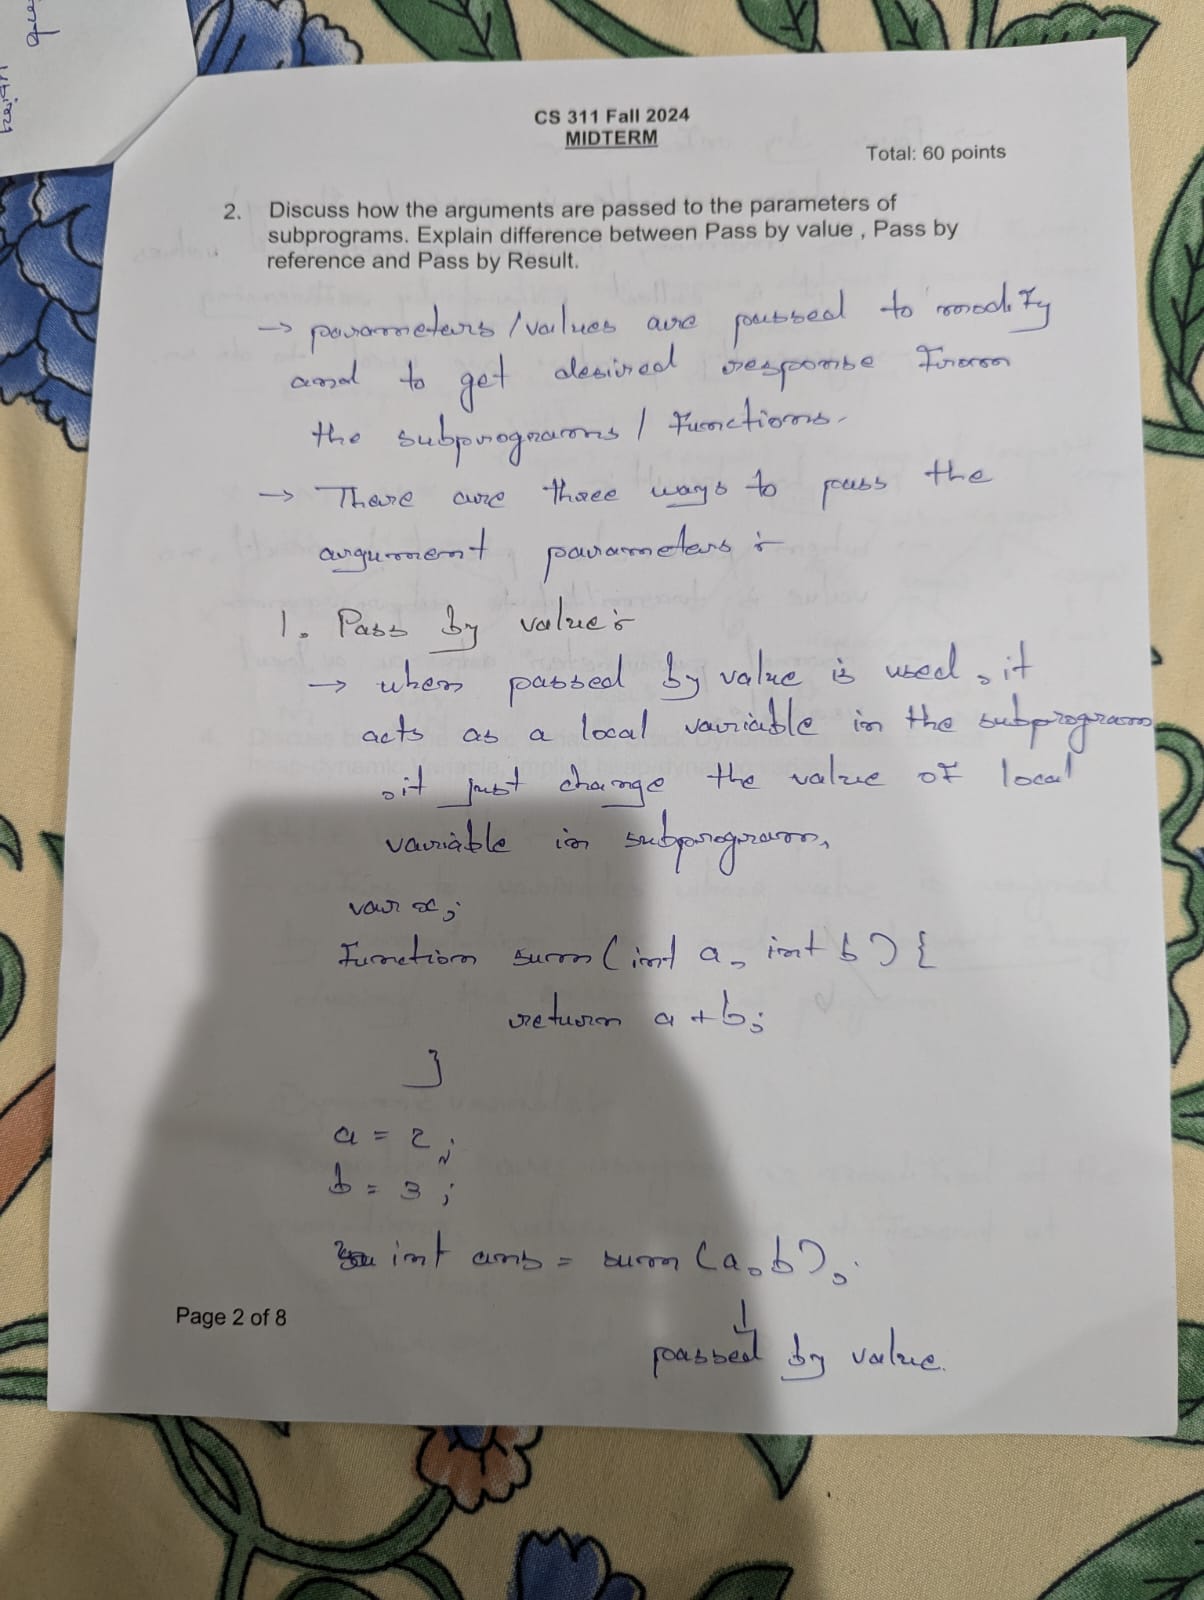 CS 311 Fall 2024
MIDTERM
Total: 60 points
2. Discuss how the arguments are passed to the parameters of
subprograms. Explain difference between Pass by value , Pass by
reference and Pass by Result.
→ parameters / values are passed to modify
and to get desired response from
the subprograms / functions.
→ There are three ways to pass the
argument parameters :-
1. Pass by value :-
→ when passed by value is used, it
acts as a local variable in the subprogram
, it just change the value of local
variable in subprogram,
var x;
Function sum (int a, int b) {
return a + b;
}
a = 2;
b = 3;
int ans = sum (a, b);
↓
passed by value.
Page 2 of 8